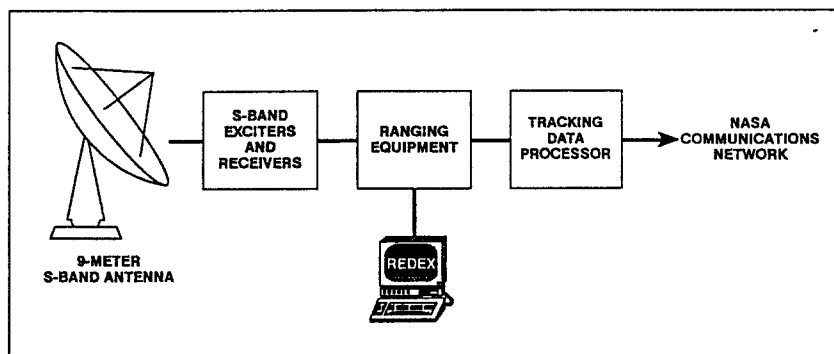 9-METER
S-BAND ANTENNA
S-BAND
EXCITERS
AND
RECEIVERS
RANGING
EQUIPMENT
REDEX
TRACKING
DATA
PROCESSOR
NASA
COMMUNICATIONS
NETWORK